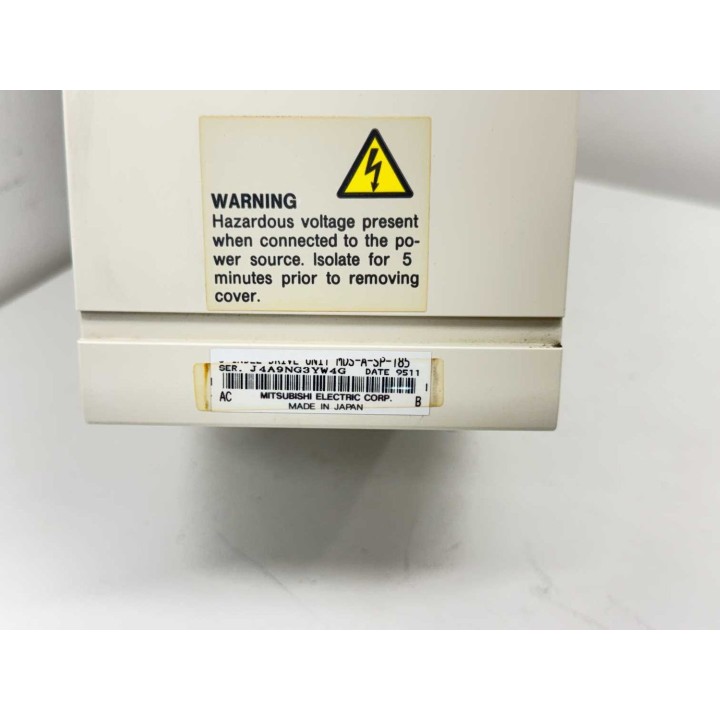 WARNING
Hazardous voltage present
when connected to the po-
wer source. Isolate for 5
minutes prior to removing
cover.
DRIVE UNIT MDS-A-SP-185
SER. J4A9NG3YW4G DATE 9511
AC MITSUBISHI ELECTRIC CORP. B
MADE IN JAPAN